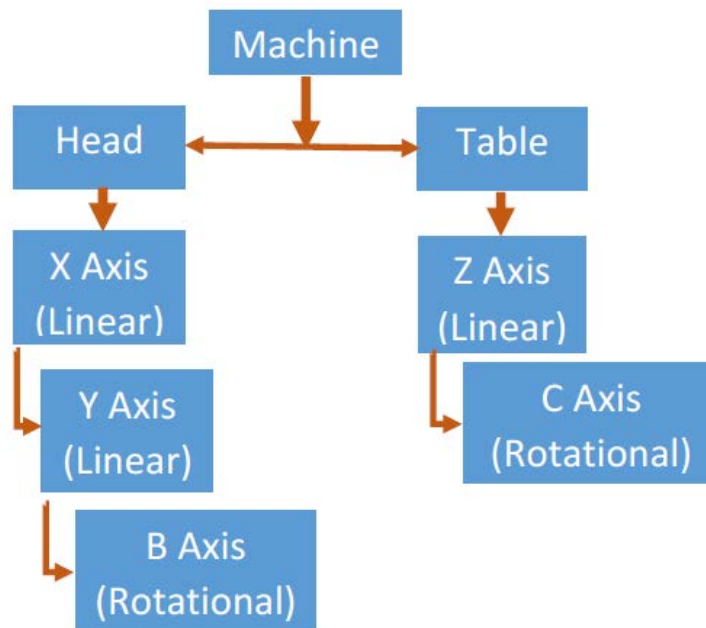 Machine
Head
Table
X Axis
(Linear)
Z Axis
(Linear)
Y Axis
(Linear)
C Axis
(Rotational)
B Axis
(Rotational)